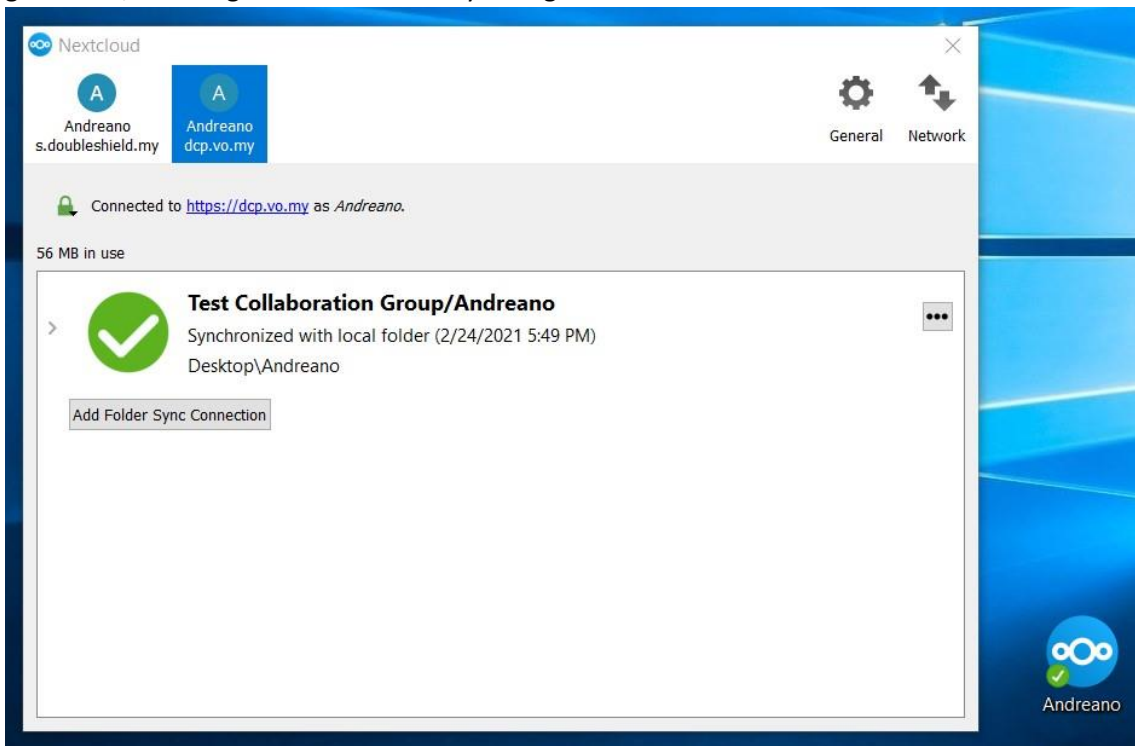 Nextcloud
A
Andreano
s.doubleshield.my
A
Andreano
dcp.vo.my
General
Network
Connected to https://dcp.vo.my as Andreano.
56 MB in use
Test Collaboration Group/Andreano
Synchronized with local folder (2/24/2021 5:49 PM)
Desktop\Andreano
Add Folder Sync Connection
Andreano